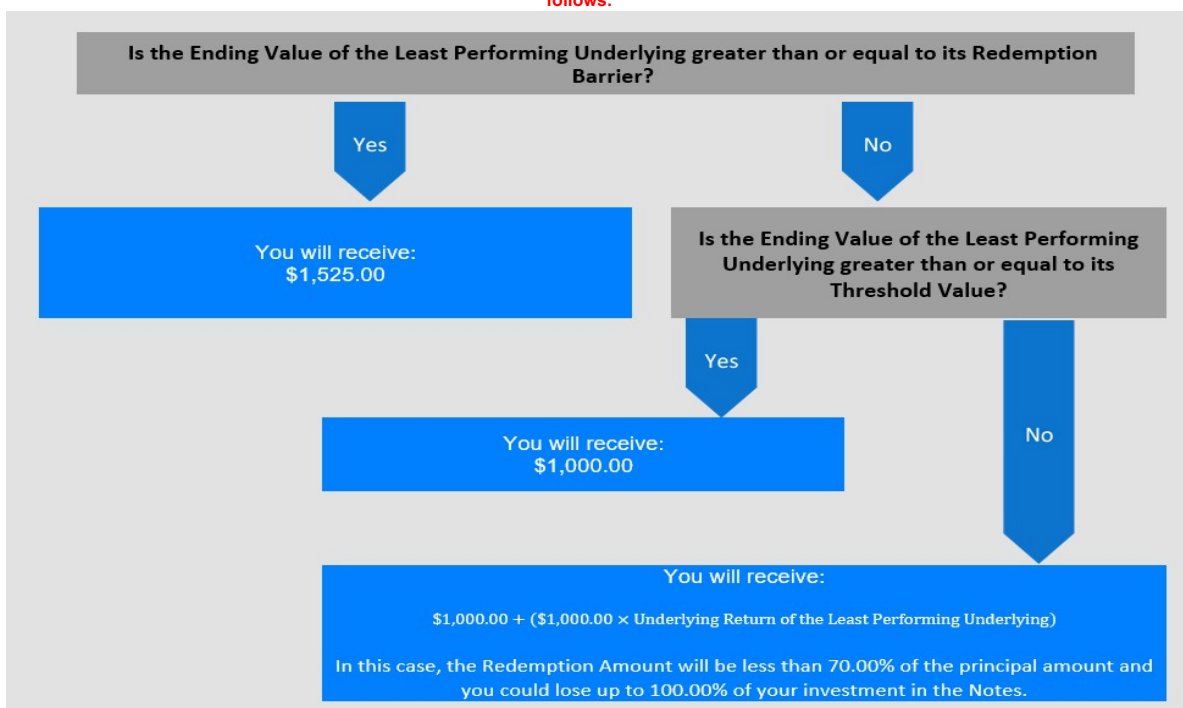 follows:
Is the Ending Value of the Least Performing Underlying greater than or equal to its Redemption
Barrier?
Yes
No
You will receive:
$1,525.00
Is the Ending Value of the Least Performing
Underlying greater than or equal to its
Threshold Value?
Yes
No
You will receive:
$1,000.00
You will receive:
$1,000.00 + ($1,000.00 × Underlying Return of the Least Performing Underlying)
In this case, the Redemption Amount will be less than 70.00% of the principal amount and
you could lose up to 100.00% of your investment in the Notes.